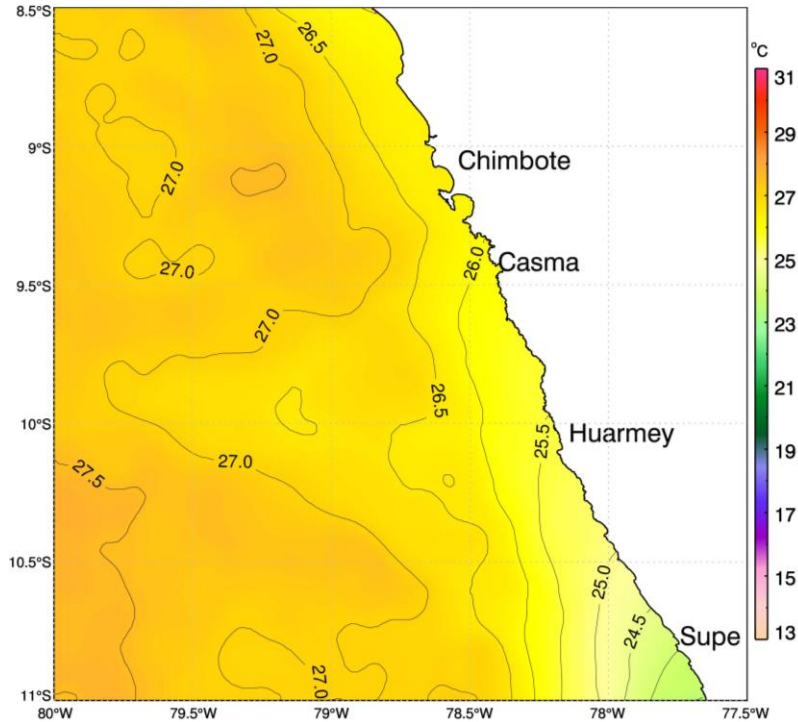 8.5°S
27.0
26.5
°C
31
9°S
Chimbote
27.0
29
27.0
26.0
Casma
27
9.5°S
27.0
25
26.5
23
10°S
25.5
Huarmey
21
27.5
27.0
19
10.5°S
25.0
17
24.5
Supe
15
27.0
13
11°S
80°W
79.5°W
79°W
78.5°W
78°W
77.5°W